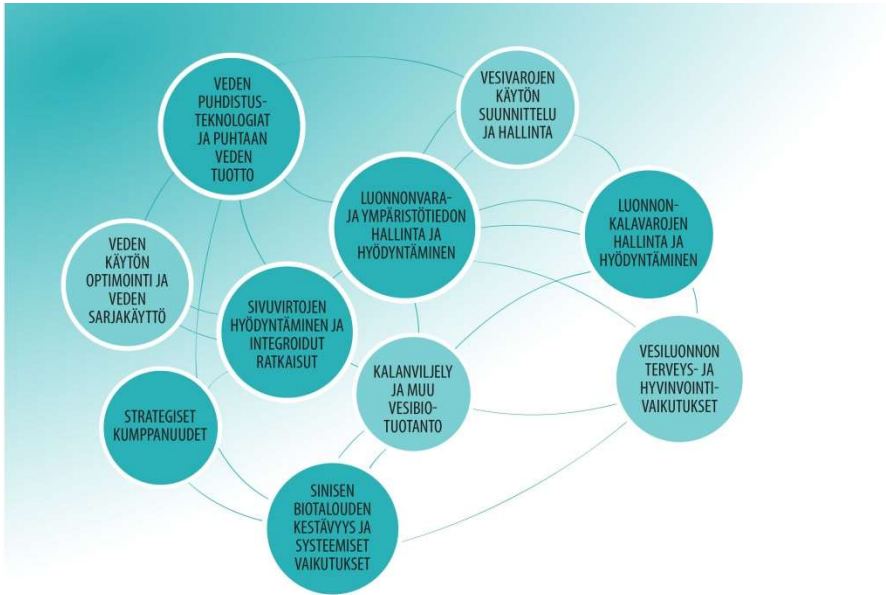 VEDEN
PUHDISTUS-
TEKNOLOGIAT
JA PUHTAAN
VEDEN
TUOTTO
VESIVAROJEN
KÄYTÖN
SUUNNITTELU
JA HALLINTA
LUONNONVARA-
JA YMPÄRISTÖTIEDON
HALLINTA JA
HYÖDYNTÄMINEN
LUONNON-
KALAVAROJEN
HALLINTA JA
HYÖDYNTÄMINEN
VEDEN
KÄYTÖN
OPTIMOINTI JA
VEDEN
SARJAKÄYTTÖ
SIVUVIRTOJEN
HYÖDYNTÄMINEN JA
INTEGROIDUT
RATKAISUT
KALANVILJELY
JA MUU
VESIBIO-
TUOTANTO
VESILUONNON
TERVEYS- JA
HYVINVOINTI-
VAIKUTUKSET
STRATEGISET
KUMPPANUUDET
SINISEN
BIOTALOUDEN
KESTÄVYYS JA
SYSTEEMISET
VAIKUTUKSET